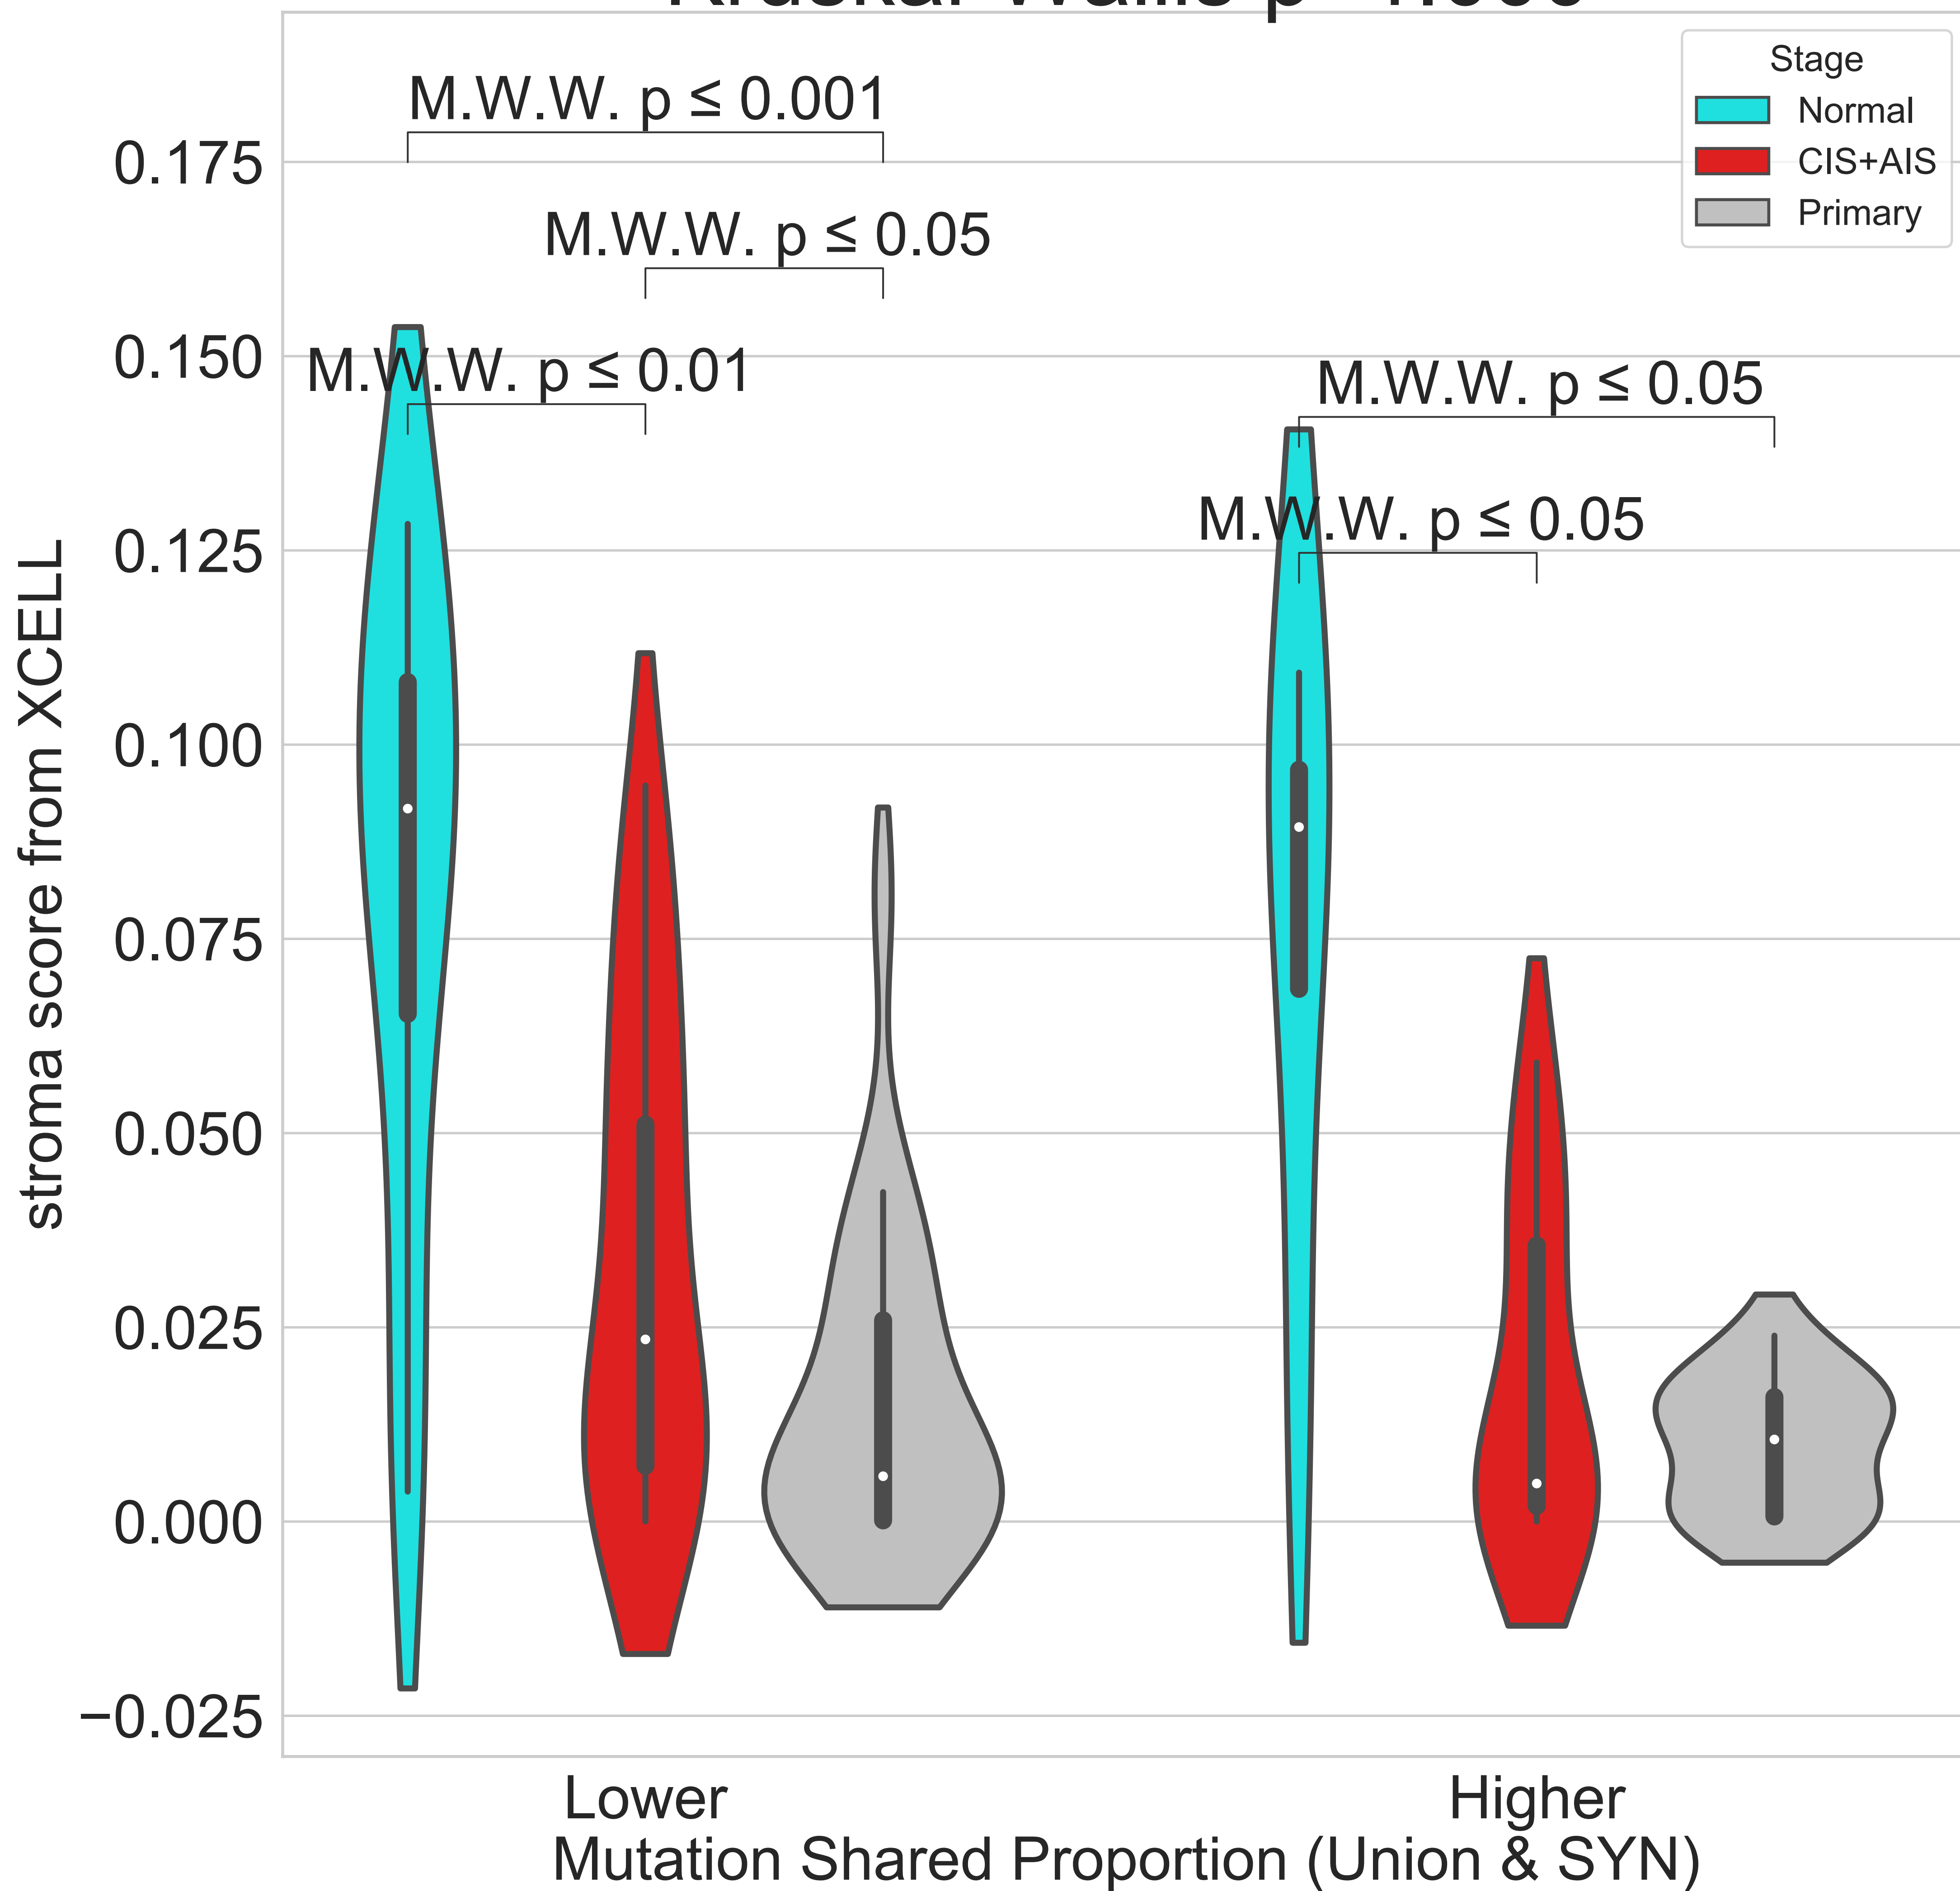 Stage
Normal
CIS+AIS
Primary
M.W.W. p ≤ 0.001
M.W.W. p ≤ 0.05
M.W.W. p ≤ 0.01
M.W.W. p ≤ 0.05
M.W.W. p ≤ 0.05
0.175
0.150
0.125
0.100
0.075
0.050
0.025
0.000
−0.025
stroma score from XCELL
Lower
Higher
Mutation Shared Proportion (Union & SYN)